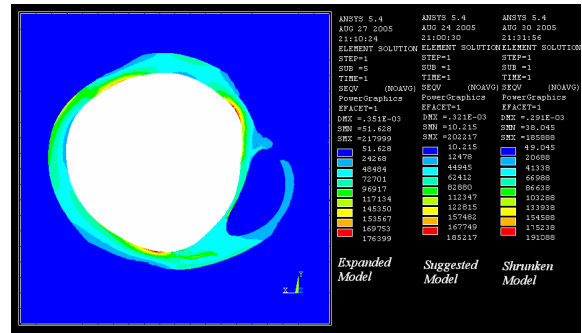 ANSYS 5.4 ANSYS 5.4 ANSYS 5.4
AUG 27 2005 AUG 24 2005 AUG 30 2005
21:10:24 21:00:30 21:31:56
ELEMENT SOLUTION ELEMENT SOLUTION ELEMENT SOLUTION
STEP=1 STEP=1 STEP=1
SUB =5 SUB =1 SUB =1
TIME=1 TIME=1 TIME=1
SEQV (NOAVG) SEQV (NOAVG) SEQV (NOAVG)
PowerGraphics PowerGraphics PowerGraphics
EFACET=1 EFACET=1 EFACET=1
DMX =.351E-03 DMX =.321E-03 DMX =.291E-03
SMN =51.628 SMN =10.215 SMN =38.045
SMX =217999 SMX =202217 SMX =185888
51.628 10.215 49.045
24268 12478 20688
48484 44945 41338
72701 62412 66988
96917 82880 86638
117134 112347 103288
145350 122815 133938
153567 157482 154588
169753 167749 175238
176399 185217 191088
Expanded Suggested Shrunken
Model Model Model
Y
X